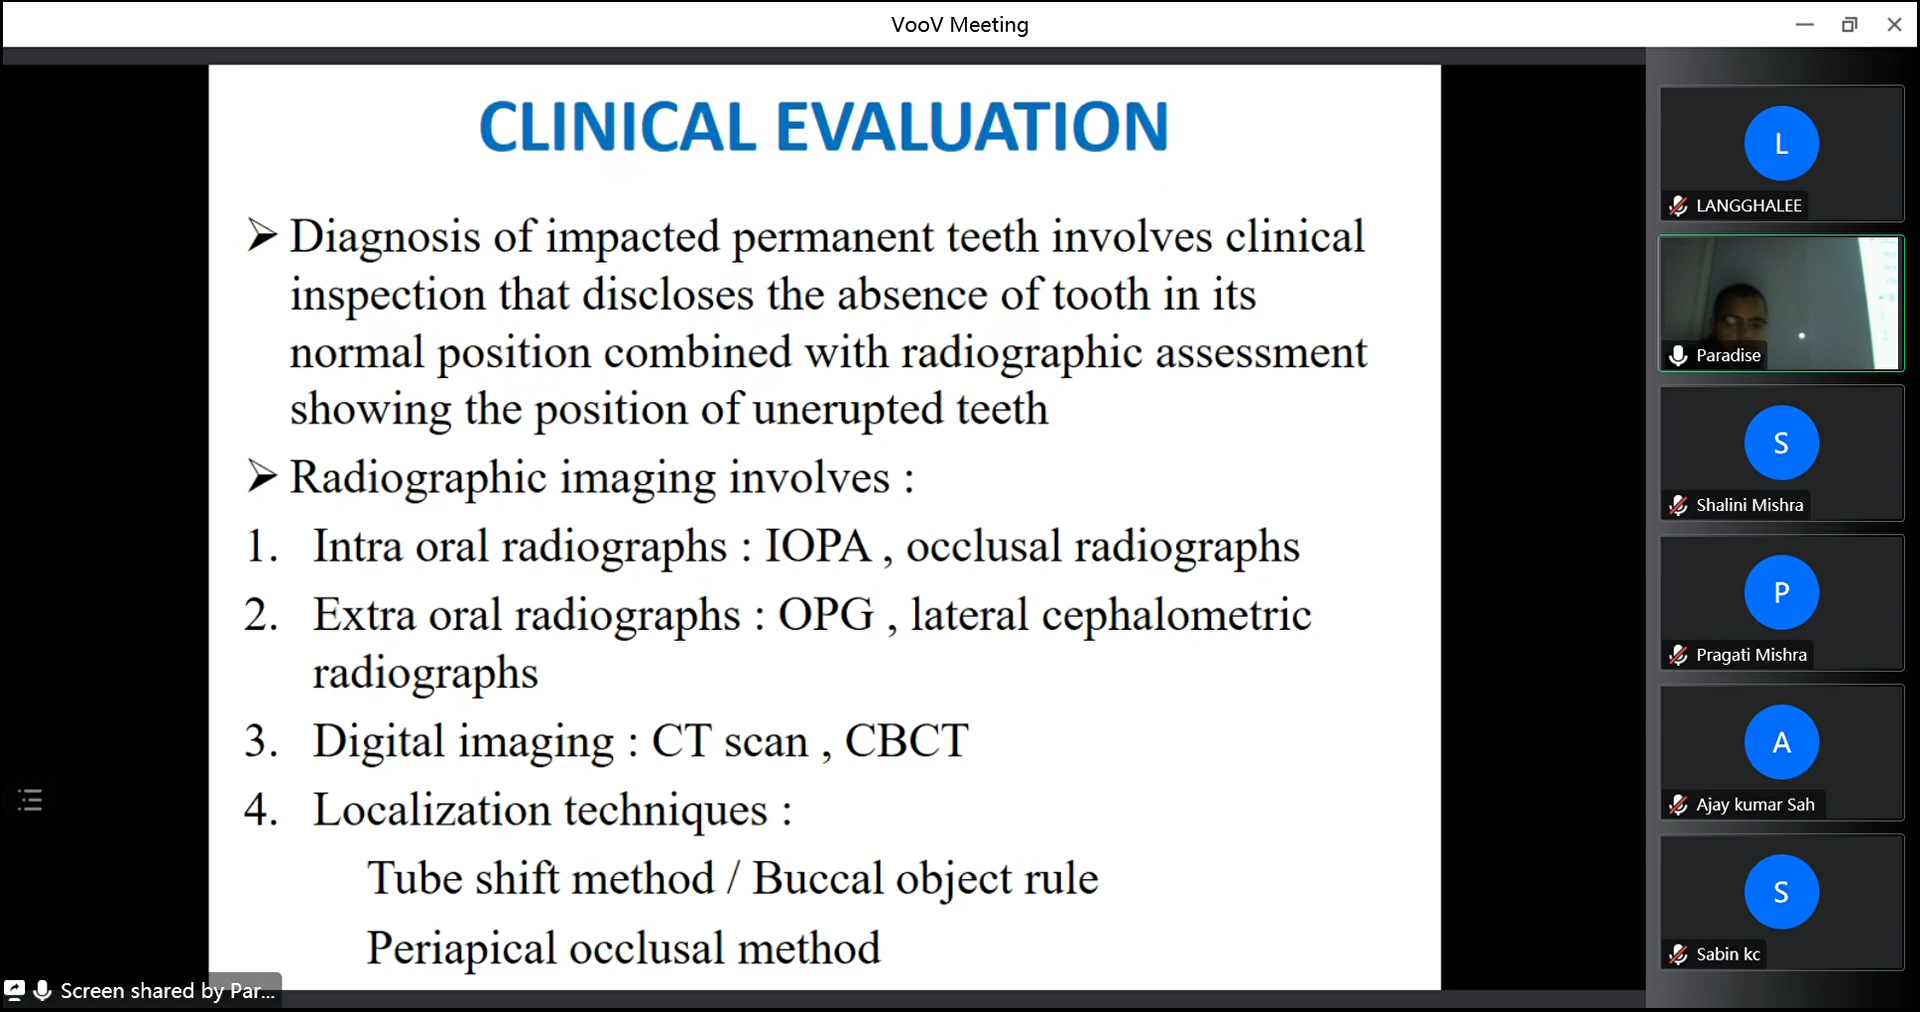 VooV Meeting
CLINICAL EVALUATION
➢ Diagnosis of impacted permanent teeth involves clinical
inspection that discloses the absence of tooth in its
normal position combined with radiographic assessment
showing the position of unerupted teeth
➢ Radiographic imaging involves :
1. Intra oral radiographs : IOPA , occlusal radiographs
2. Extra oral radiographs : OPG , lateral cephalometric
radiographs
3. Digital imaging : CT scan , CBCT
4. Localization techniques :
Tube shift method / Buccal object rule
Periapical occlusal method
Screen shared by Par...
L
LANGGHALEE
Paradise
S
Shalini Mishra
P
Pragati Mishra
A
Ajay kumar Sah
S
Sabin kc